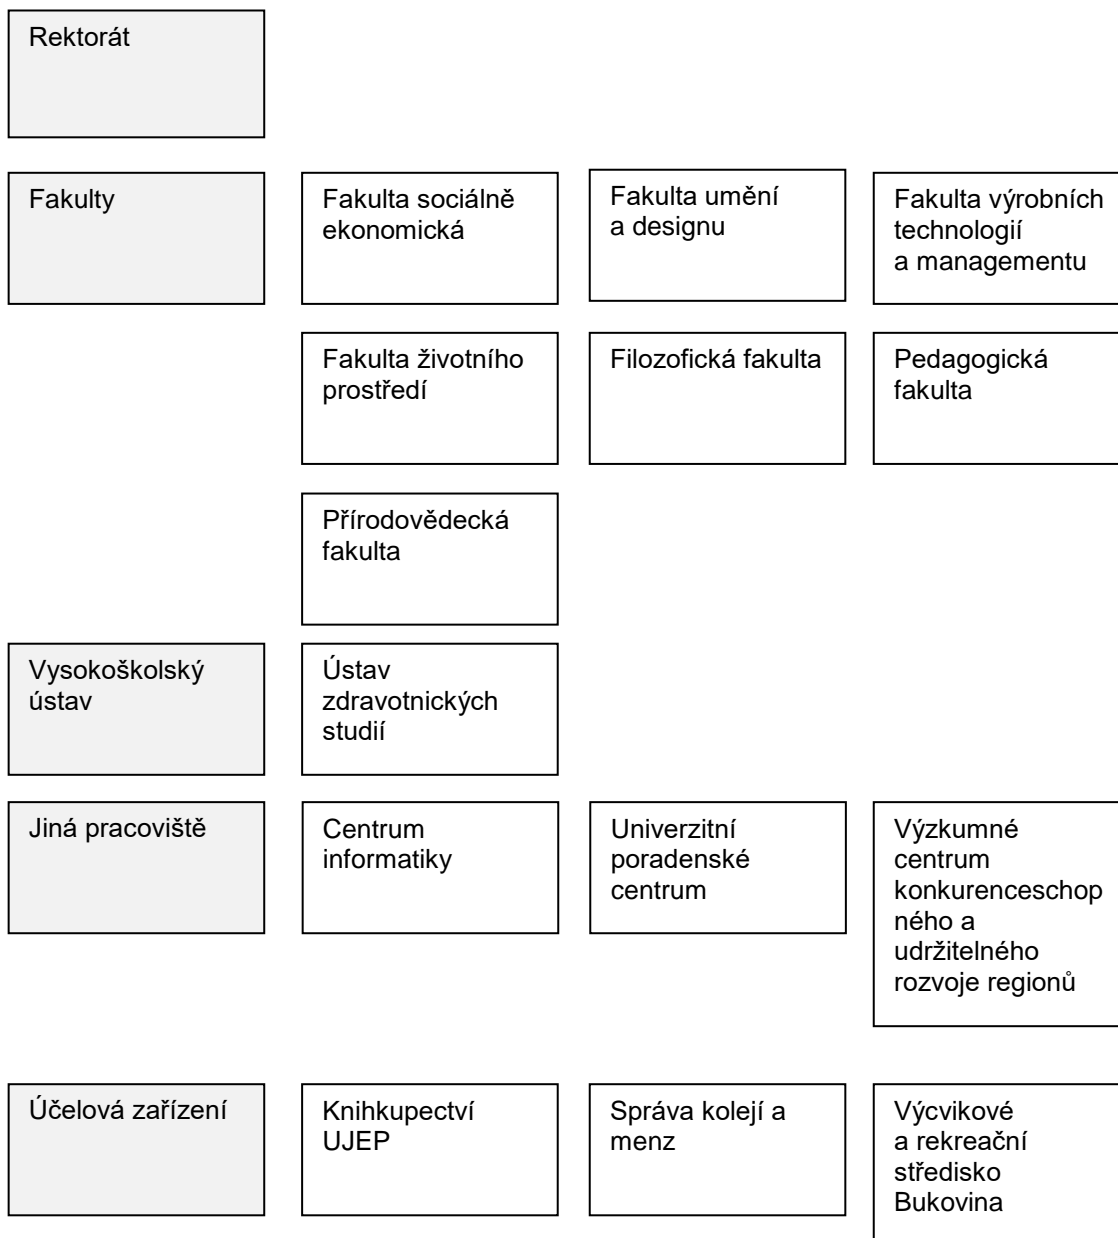 Rektorát
Fakulty
Fakulta sociálně
ekonomická
Fakulta umění
a designu
Fakulta výrobních
technologií
a managementu
Fakulta životního
prostředí
Filozofická fakulta
Pedagogická
fakulta
Přírodovědecká
fakulta
Vysokoškolský
ústav
Ústav
zdravotnických
studií
Jiná pracoviště
Centrum
informatiky
Univerzitní
poradenské
centrum
Výzkumné
centrum
konkurenceschop
ného a
udržitelného
rozvoje regionů
Účelová zařízení
Knihkupectví
UJEP
Správa kolejí a
menz
Výcvikové
a rekreační
středisko
Bukovina